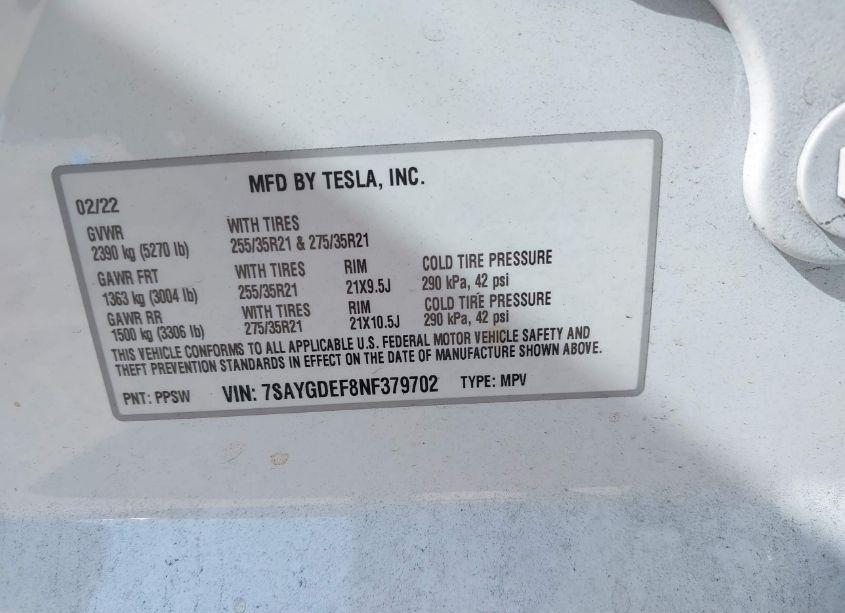 MFD BY TESLA, INC.
02/22
GVWR
2390 kg (5270 lb)
WITH TIRES
255/35R21 & 275/35R21
GAWR FRT
1363 kg (3004 lb)
WITH TIRES
255/35R21
RIM
21X9.5J
COLD TIRE PRESSURE
290 kPa, 42 psi
GAWR RR
1500 kg (3306 lb)
WITH TIRES
275/35R21
RIM
21X10.5J
COLD TIRE PRESSURE
290 kPa, 42 psi
THIS VEHICLE CONFORMS TO ALL APPLICABLE U.S. FEDERAL MOTOR VEHICLE SAFETY AND
THEFT PREVENTION STANDARDS IN EFFECT ON THE DATE OF MANUFACTURE SHOWN ABOVE.
PNT: PPSW VIN: 7SAYGDEF8NF379702 TYPE: MPV